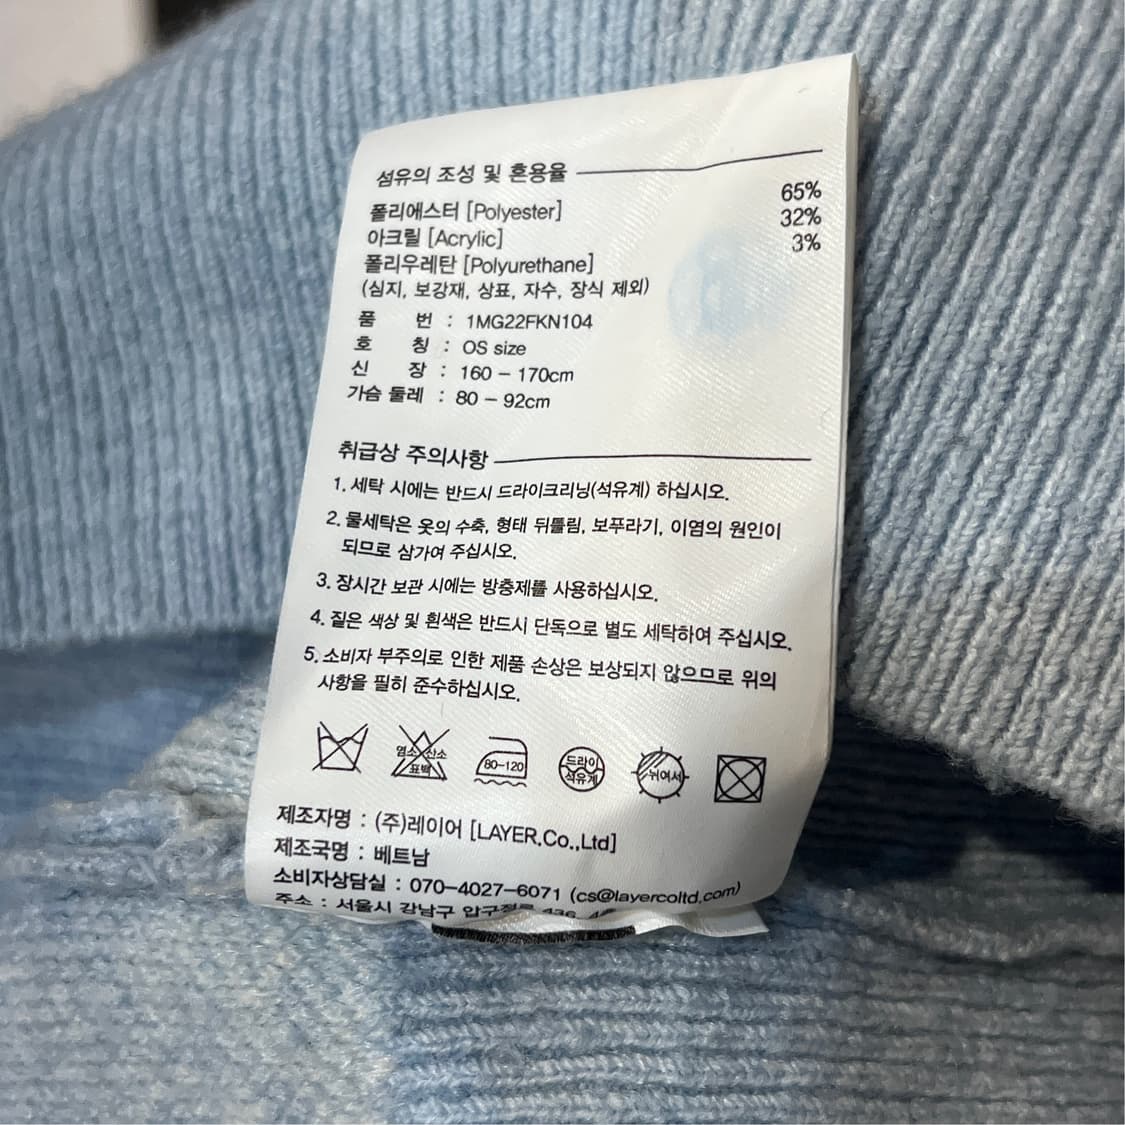 섬유의 조성 및 혼용율
폴리에스터 [Polyester] 65%
아크릴 [Acrylic] 32%
폴리우레탄 [Polyurethane] 3%
(심지, 보강재, 상표, 자수, 장식 제외)
품 번 : 1MG22FKN104
호 칭 : OS size
신 장 : 160 - 170cm
가슴 둘레 : 80 - 92cm
취급상 주의사항
1. 세탁 시에는 반드시 드라이크리닝(석유계) 하십시오.
2. 물세탁은 옷의 수축, 형태 뒤틀림, 보푸라기, 이염의 원인이
되므로 삼가여 주십시오.
3. 장시간 보관 시에는 방충제를 사용하십시오.
4. 짙은 색상 및 흰색은 반드시 단독으로 별도 세탁하여 주십시오.
5. 소비자 부주의로 인한 제품 손상은 보상되지 않으므로 위의
사항을 필히 준수하십시오.
염소 산소
표백
80-120
드라이
석유계
뉘여서
제조자명 : (주)레이어 [LAYER.Co.,Ltd]
제조국명 : 베트남
소비자상담실 : 070-4027-6071 (cs@layercoltd.com)
주소 : 서울시 강남구